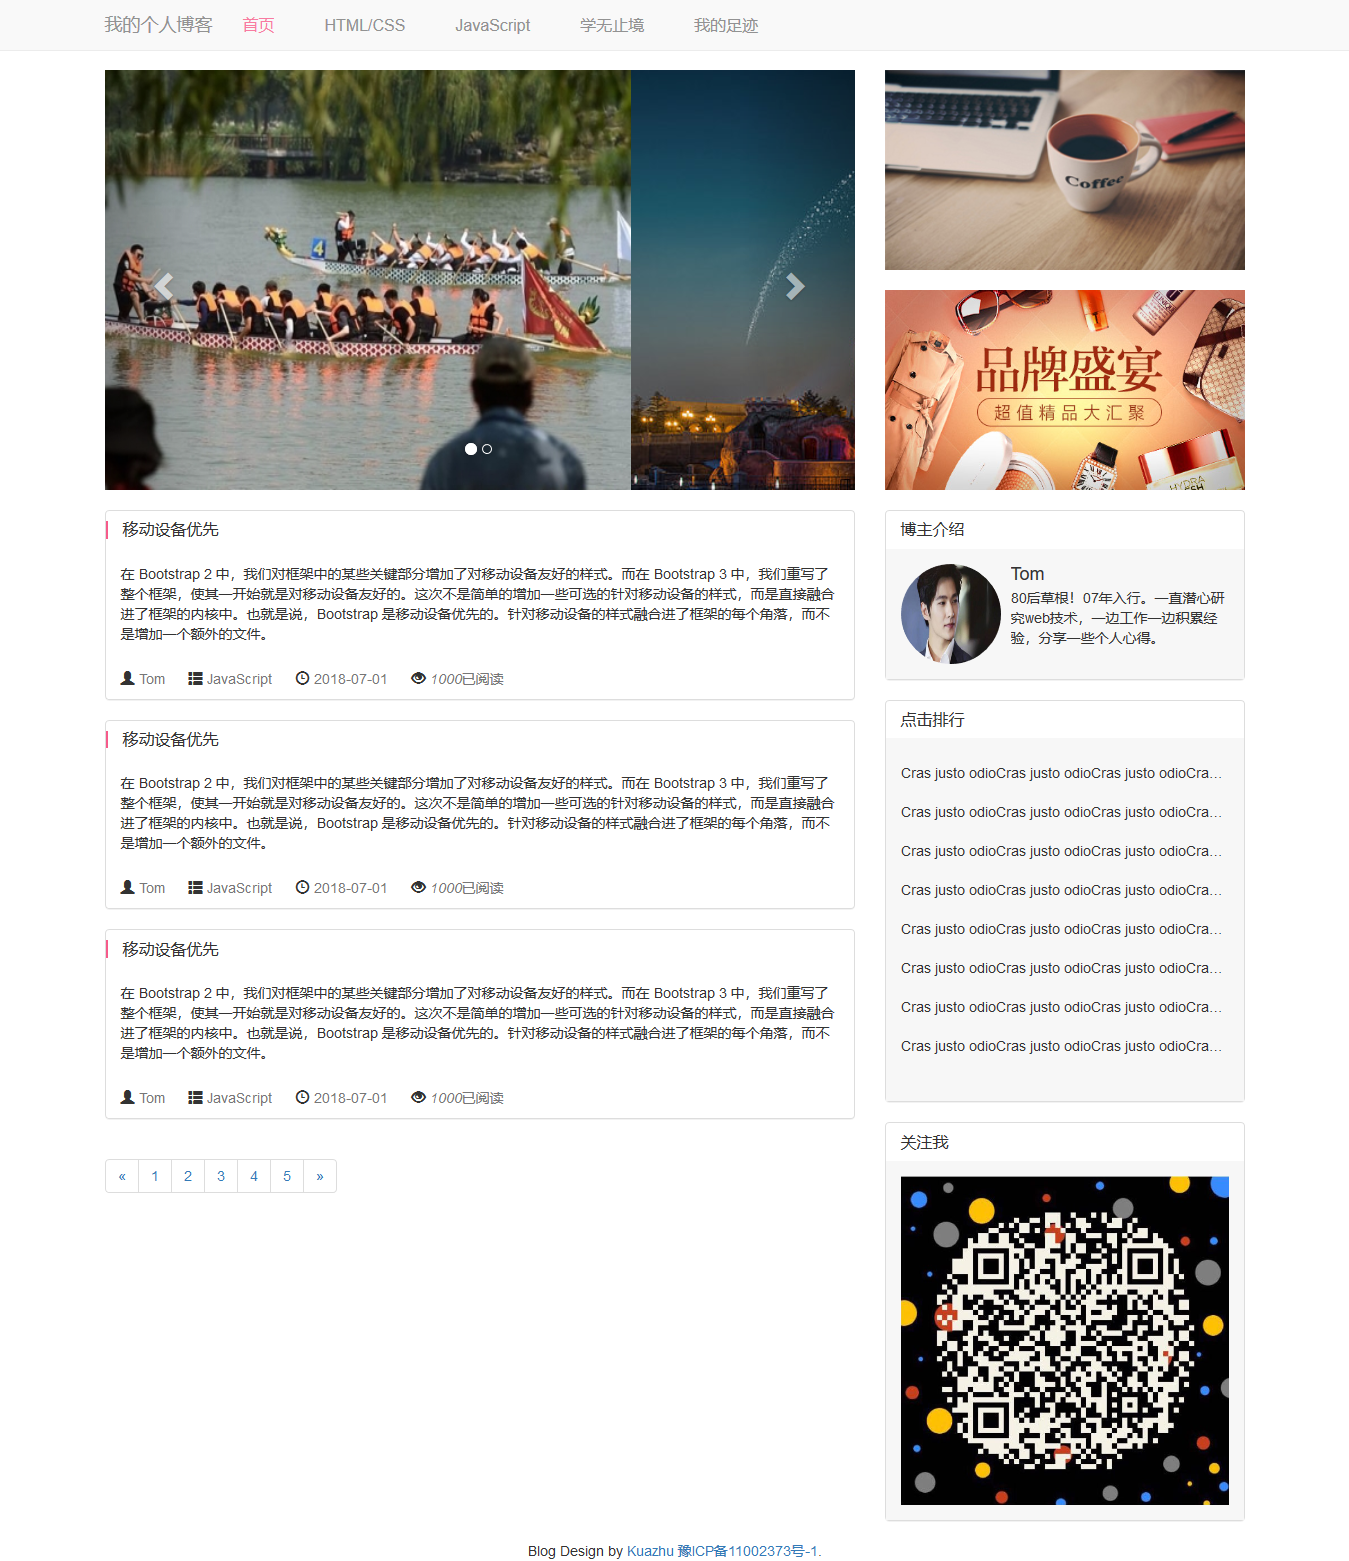 我的个人博客 首页 HTML/CSS JavaScript 学无止境 我的足迹
4
Coffee
品牌盛宴
超值精品大汇聚
移动设备优先
在 Bootstrap 2 中，我们对框架中的某些关键部分增加了对移动设备友好的样式。而在 Bootstrap 3 中，我们重写了
整个框架，使其一开始就是对移动设备友好的。这次不是简单的增加一些可选的针对移动设备的样式，而是直接融合
进了框架的内核中。也就是说，Bootstrap 是移动设备优先的。针对移动设备的样式融合进了框架的每个角落，而不
是增加一个额外的文件。
Tom JavaScript 2018-07-01 1000已阅读
移动设备优先
在 Bootstrap 2 中，我们对框架中的某些关键部分增加了对移动设备友好的样式。而在 Bootstrap 3 中，我们重写了
整个框架，使其一开始就是对移动设备友好的。这次不是简单的增加一些可选的针对移动设备的样式，而是直接融合
进了框架的内核中。也就是说，Bootstrap 是移动设备优先的。针对移动设备的样式融合进了框架的每个角落，而不
是增加一个额外的文件。
Tom JavaScript 2018-07-01 1000已阅读
移动设备优先
在 Bootstrap 2 中，我们对框架中的某些关键部分增加了对移动设备友好的样式。而在 Bootstrap 3 中，我们重写了
整个框架，使其一开始就是对移动设备友好的。这次不是简单的增加一些可选的针对移动设备的样式，而是直接融合
进了框架的内核中。也就是说，Bootstrap 是移动设备优先的。针对移动设备的样式融合进了框架的每个角落，而不
是增加一个额外的文件。
Tom JavaScript 2018-07-01 1000已阅读
« 1 2 3 4 5 »
博主介绍
Tom
80后草根！07年入行。一直潜心研
究web技术，一边工作一边积累经
验，分享一些个人心得。
点击排行
Cras justo odioCras justo odioCras justo odioCra...
Cras justo odioCras justo odioCras justo odioCra...
Cras justo odioCras justo odioCras justo odioCra...
Cras justo odioCras justo odioCras justo odioCra...
Cras justo odioCras justo odioCras justo odioCra...
Cras justo odioCras justo odioCras justo odioCra...
Cras justo odioCras justo odioCras justo odioCra...
Cras justo odioCras justo odioCras justo odioCra...
关注我
Blog Design by Kuazhu 豫ICP备11002373号-1.